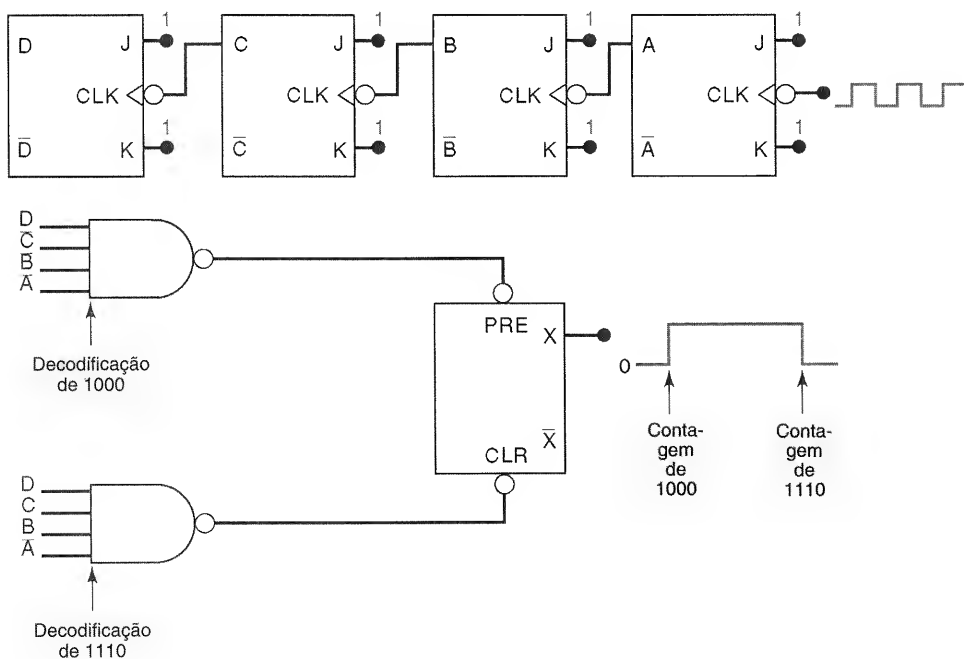 1 1 1 1
D J C J B J A J
CLK CLK CLK CLK
D̅ K C̅ K B̅ K A̅ K
1 1 1 1
D
C̅
B̅
A̅
Decodificação
de 1000
PRE X
X̅
CLR
0
Conta-
gem
de
1000
Conta-
gem
de
1110
D
C
B
A̅
Decodificação
de 1110